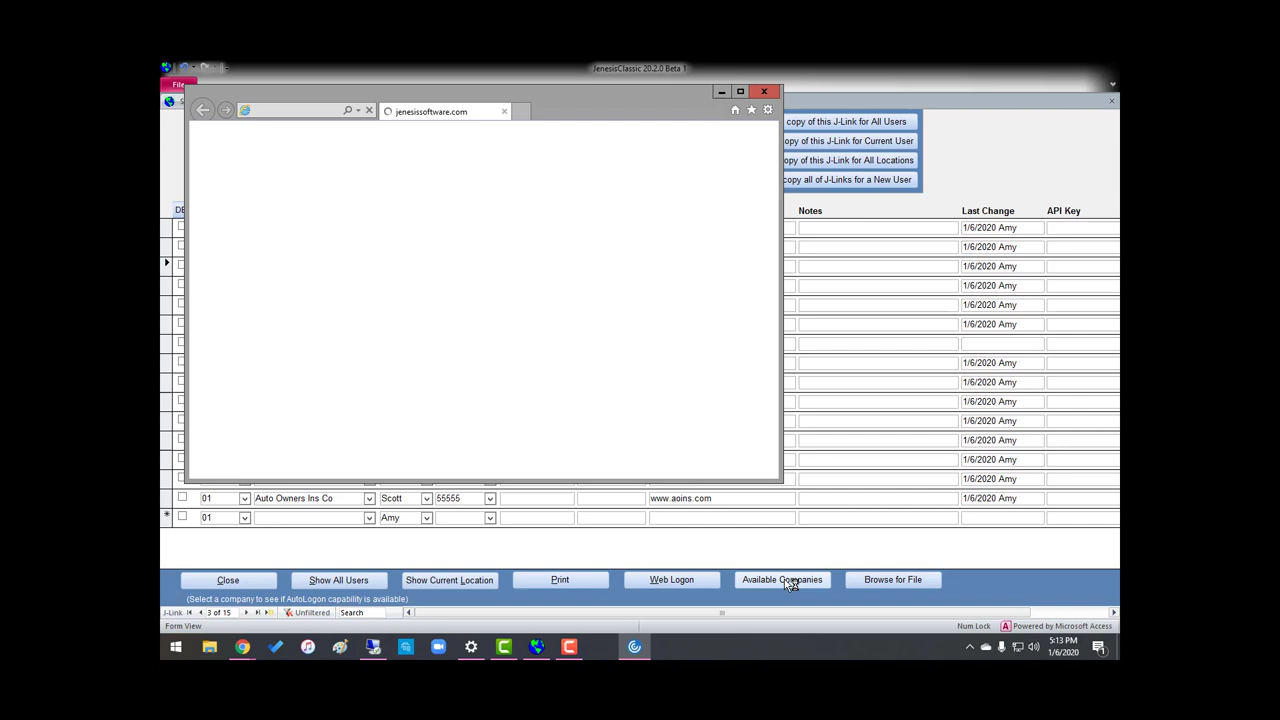 JenesisClassic 20.2.0 Beta 1
File
jenesissoftware.com
copy of this J-Link for All Users
opy of this J-Link for Current User
opy of this J-Link for All Locations
copy all of J-Links for a New User
DE
Notes Last Change API Key
1/6/2020 Amy
1/6/2020 Amy
1/6/2020 Amy
1/6/2020 Amy
1/6/2020 Amy
1/6/2020 Amy
1/6/2020 Amy
1/6/2020 Amy
1/6/2020 Amy
1/6/2020 Amy
1/6/2020 Amy
1/6/2020 Amy
1/6/2020 Amy
01 Auto Owners Ins Co Scott 55555 www.aoins.com 1/6/2020 Amy
01 Amy
Close Show All Users Show Current Location Print Web Logon Available Companies Browse for File
(Select a company to see if AutoLogon capability is available)
J-Link 3 of 15 Unfiltered Search
Form View Num Lock Powered by Microsoft Access
5:13 PM
1/6/2020